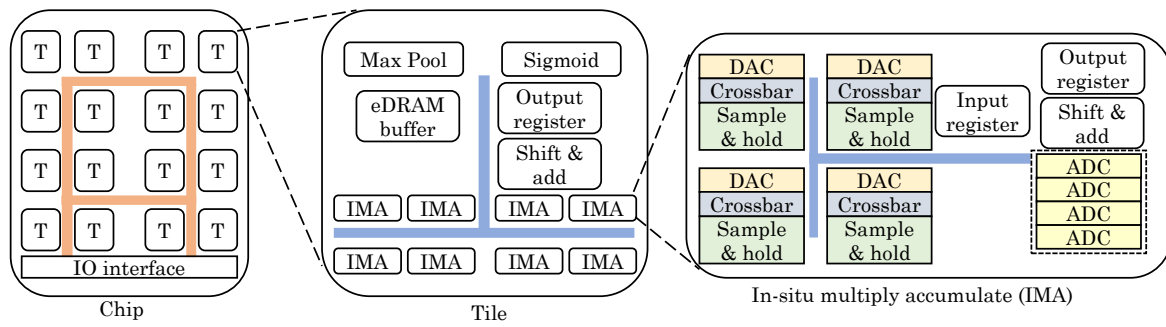 T T T T
T T T T
T T T T
T T T T
IO interface
Chip
Max Pool
Sigmoid
eDRAM
buffer
Output
register
Shift &
add
IMA IMA IMA IMA
IMA IMA IMA IMA
Tile
DAC
Crossbar
Sample
& hold
DAC
Crossbar
Sample
& hold
Input
register
Output
register
Shift &
add
DAC
Crossbar
Sample
& hold
DAC
Crossbar
Sample
& hold
ADC
ADC
ADC
ADC
In-situ multiply accumulate (IMA)